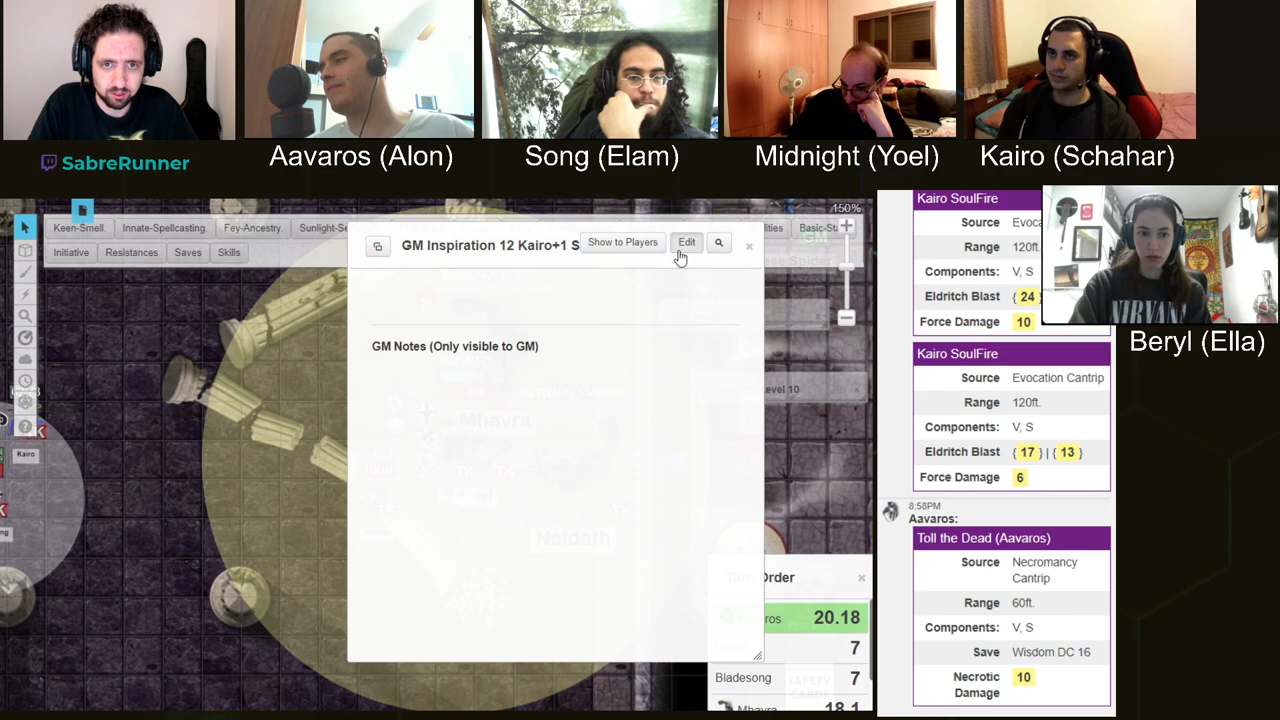 SabreRunner
Aavaros (Alon)
Song (Elam)
Midnight (Yoel)
Kairo (Schahar)
Beryl (Ella)
150%
Keen-Smell
Innate-Spellcasting
Fey-Ancestry
Initiative
Resistances
Saves
Skills
GM Inspiration 12 Kairo+1 S
Show to Players
Edit
GM Notes (Only visible to GM)
Mhavra
Naldath
Kairo
Order
20.18
7
Bladesong
7
Mhavra
18.1
Kairo SoulFire
Source
Range 120ft.
Components: V, S
Eldritch Blast { 24
Force Damage 10
Kairo SoulFire
Source Evocation Cantrip
Range 120ft.
Components: V, S
Eldritch Blast { 17 } | { 13 }
Force Damage 6
8:58PM
Aavaros:
Toll the Dead (Aavaros)
Source Necromancy
Cantrip
Range 60ft.
Components: V, S
Save Wisdom DC 16
Necrotic 10
Damage
NIRVANA